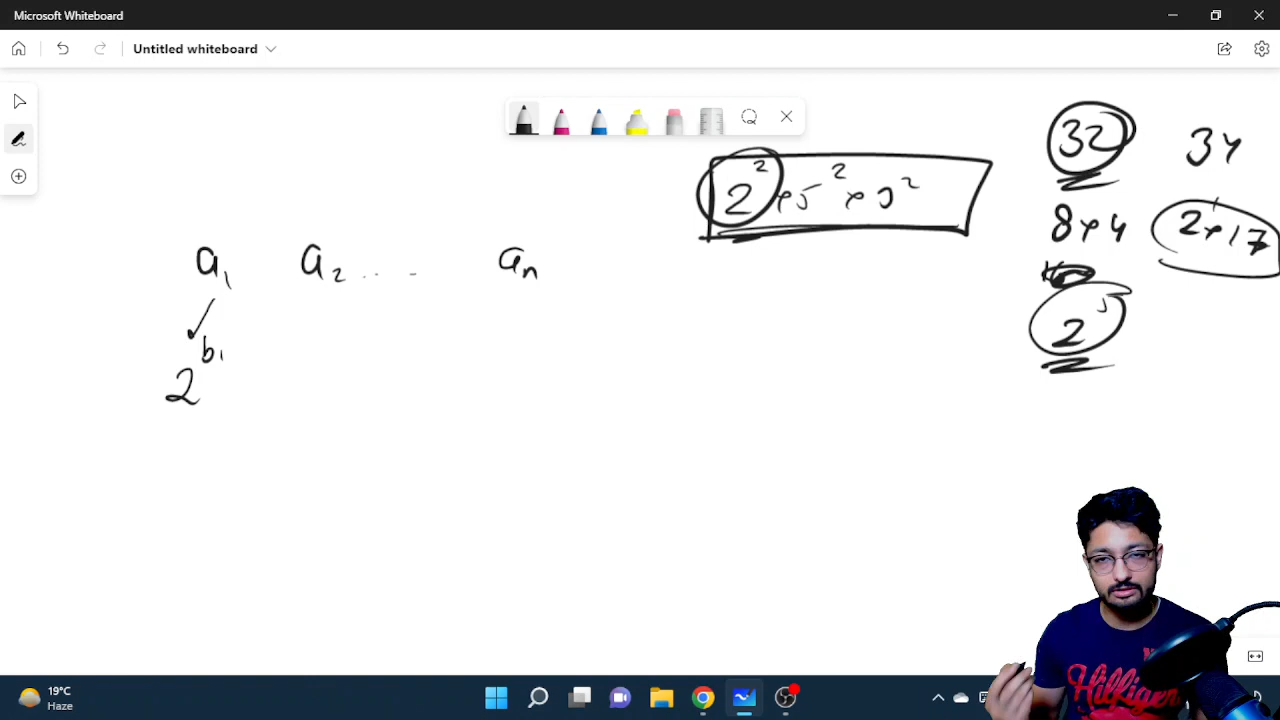 Microsoft Whiteboard
Untitled whiteboard
32 34
2² × 5² × 3²
8×4 2×17
a₁ a₂ .. - aₙ
2⁵
b₁
2
Hilfiger
19°C
Haze